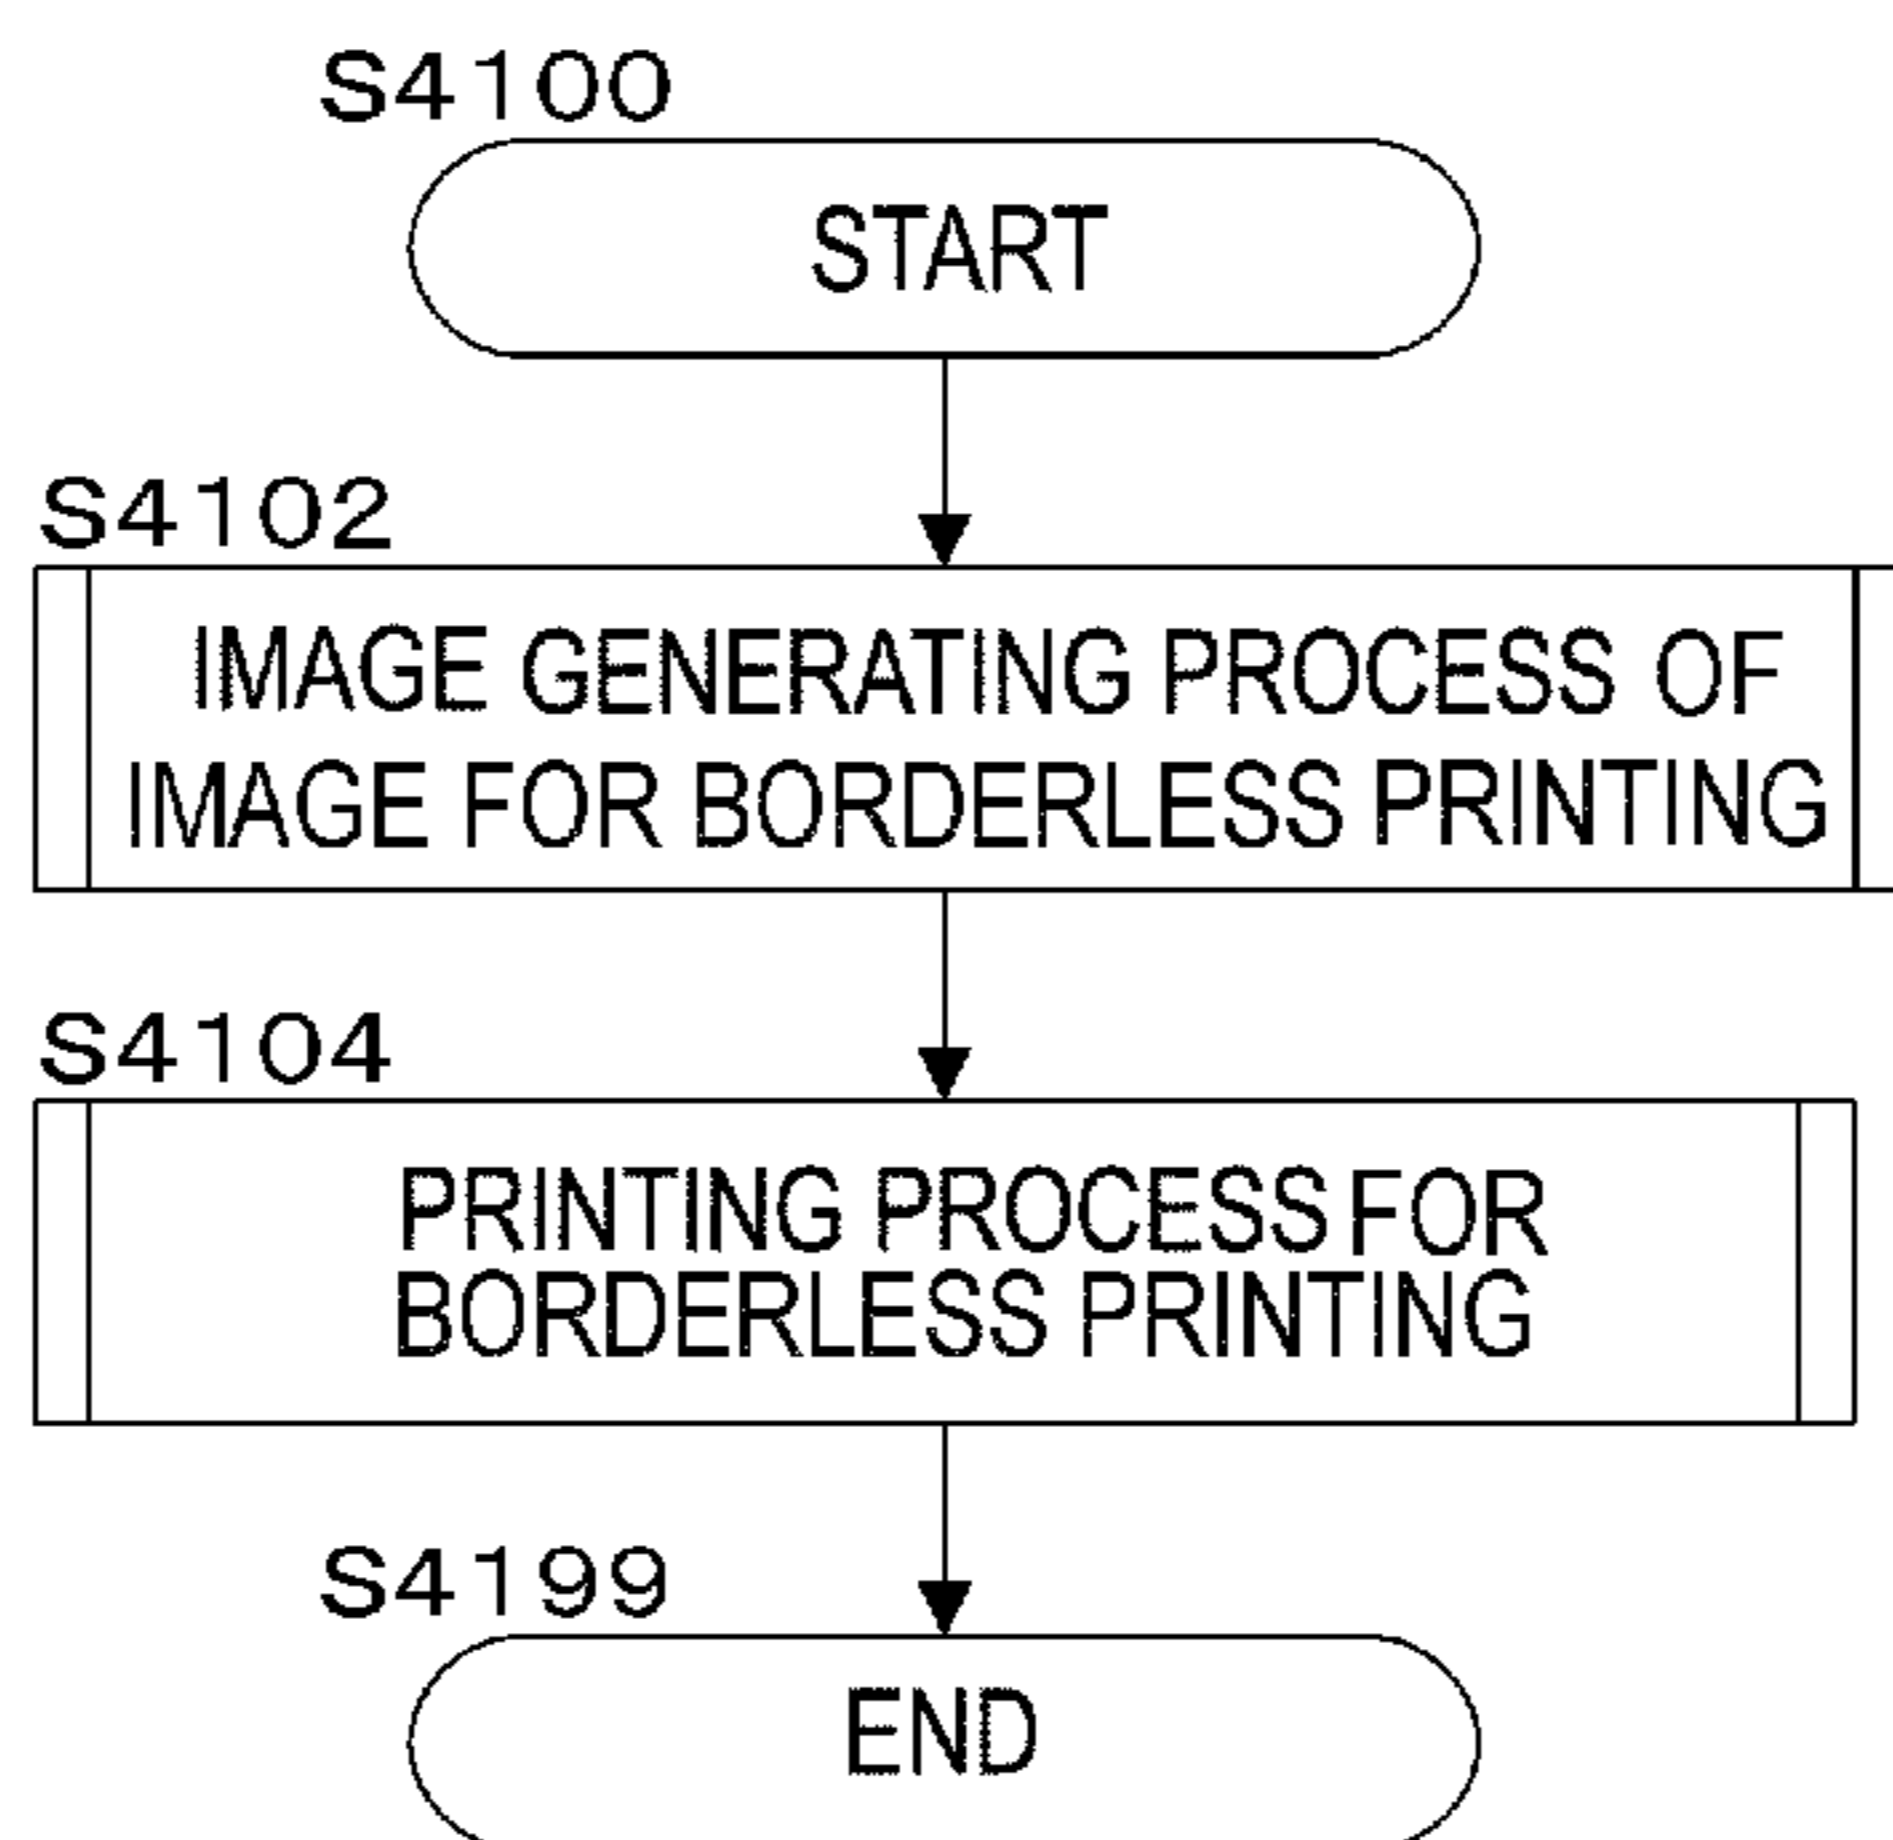 S4100
START
S4102
IMAGE GENERATING PROCESS OF
IMAGE FOR BORDERLESS PRINTING
S4104
PRINTING PROCESS FOR
BORDERLESS PRINTING
S4199
END